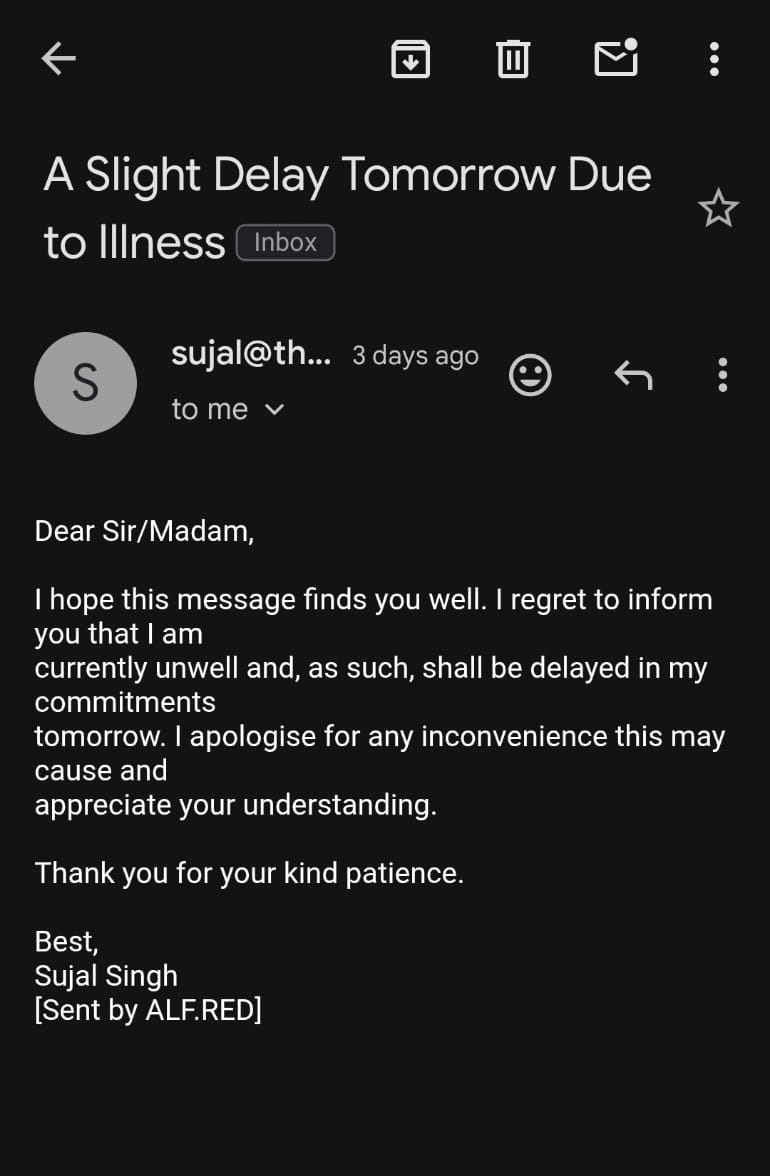 A Slight Delay Tomorrow Due
to Illness Inbox
S
sujal@th... 3 days ago
to me
Dear Sir/Madam,
I hope this message finds you well. I regret to inform
you that I am
currently unwell and, as such, shall be delayed in my
commitments
tomorrow. I apologise for any inconvenience this may
cause and
appreciate your understanding.
Thank you for your kind patience.
Best,
Sujal Singh
[Sent by ALF.RED]